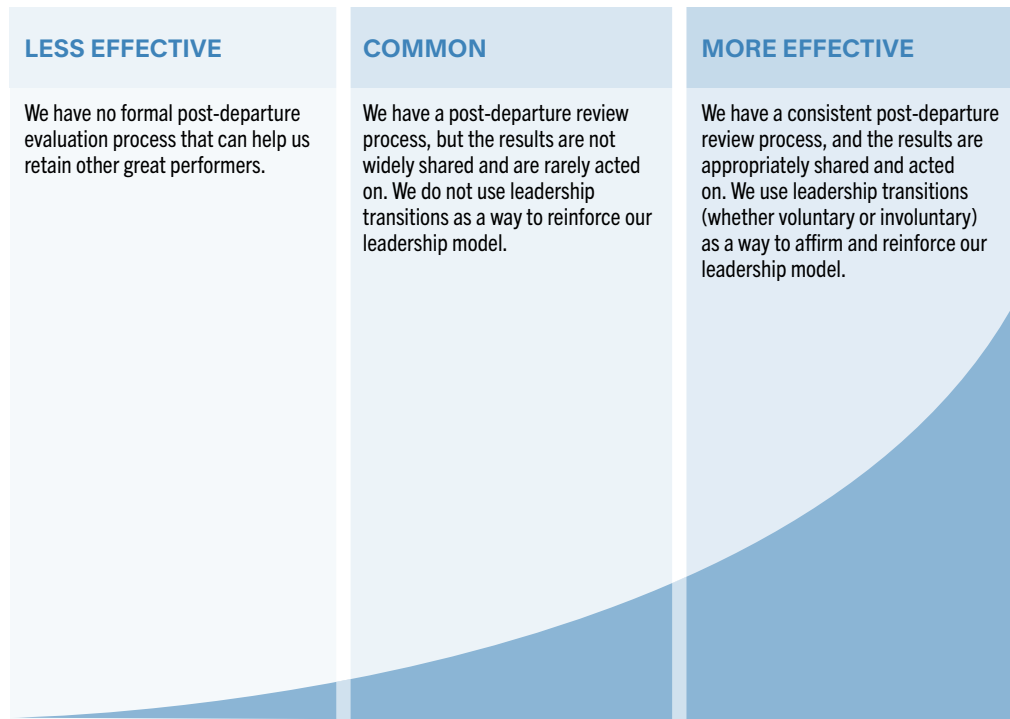 LESS EFFECTIVE
We have no formal post-departure
evaluation process that can help us
retain other great performers.
COMMON
We have a post-departure review
process, but the results are not
widely shared and are rarely acted
on. We do not use leadership
transitions as a way to reinforce our
leadership model.
MORE EFFECTIVE
We have a consistent post-departure
review process, and the results are
appropriately shared and acted
on. We use leadership transitions
(whether voluntary or involuntary)
as a way to affirm and reinforce our
leadership model.